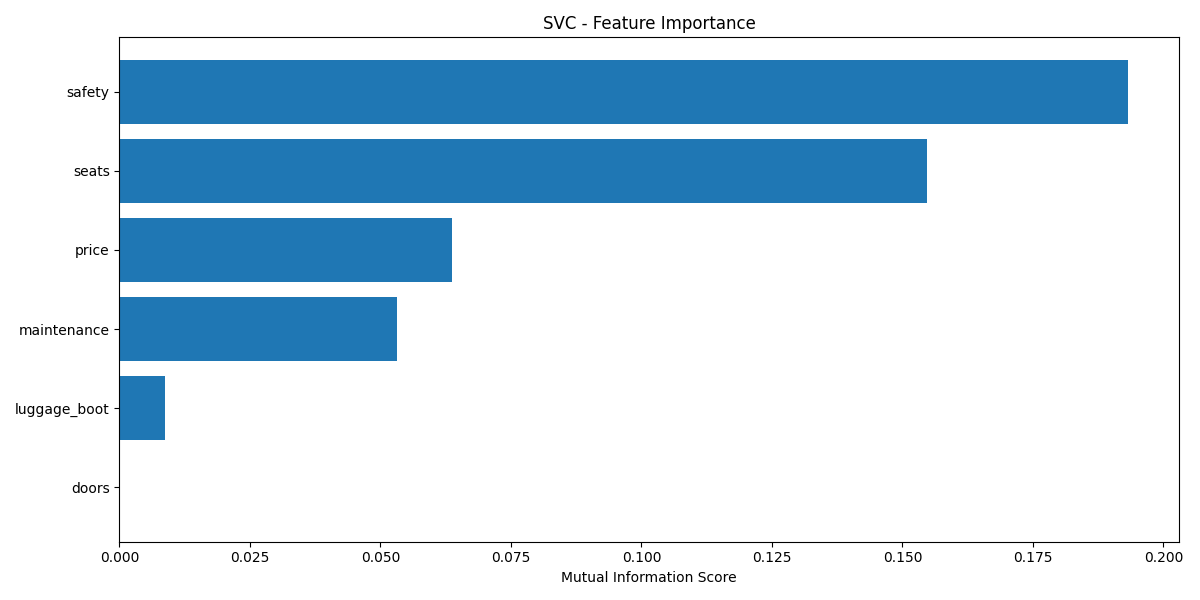 SVC - Feature Importance
safety
seats
price
maintenance
luggage_boot
doors
0.000 0.025 0.050 0.075 0.100 0.125 0.150 0.175 0.200
Mutual Information Score